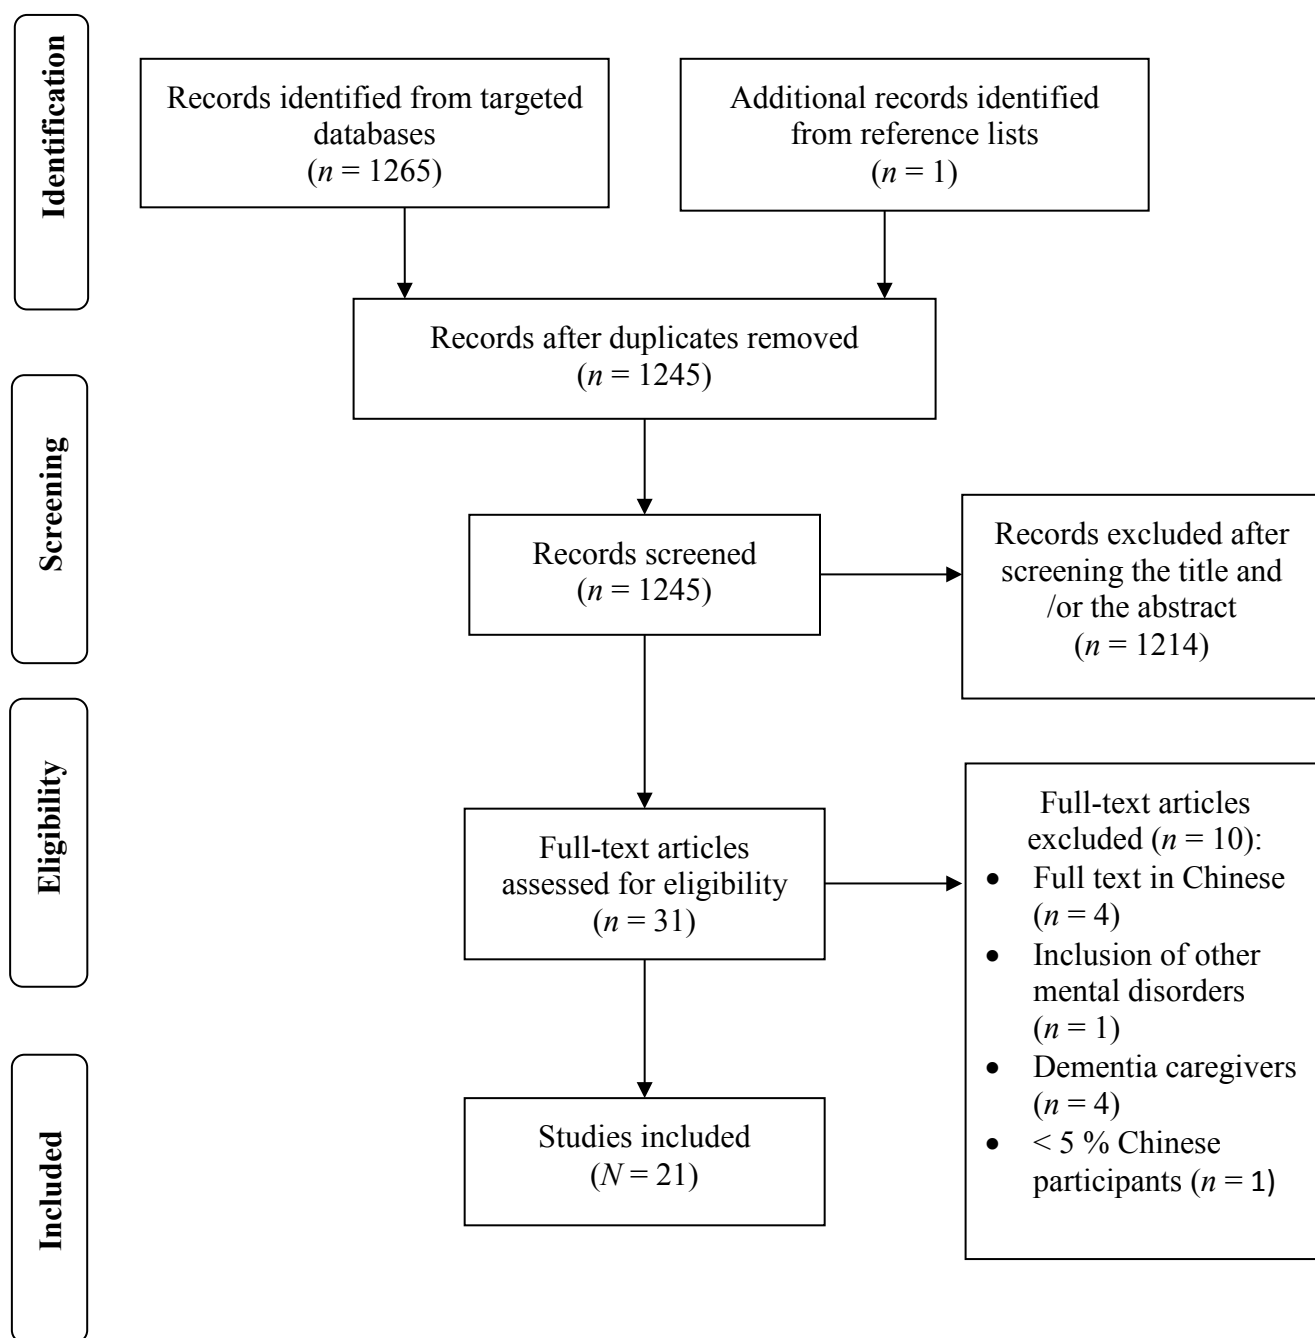 Identification
Records identified from targeted
databases
(n = 1265)
Additional records identified
from reference lists
(n = 1)
Records after duplicates removed
(n = 1245)
Screening
Records screened
(n = 1245)
Records excluded after
screening the title and
/or the abstract
(n = 1214)
Eligibility
Full-text articles
assessed for eligibility
(n = 31)
Full-text articles
excluded (n = 10):
• Full text in Chinese
(n = 4)
• Inclusion of other
mental disorders
(n = 1)
• Dementia caregivers
(n = 4)
• < 5 % Chinese
participants (n = 1)
Included
Studies included
(N = 21)